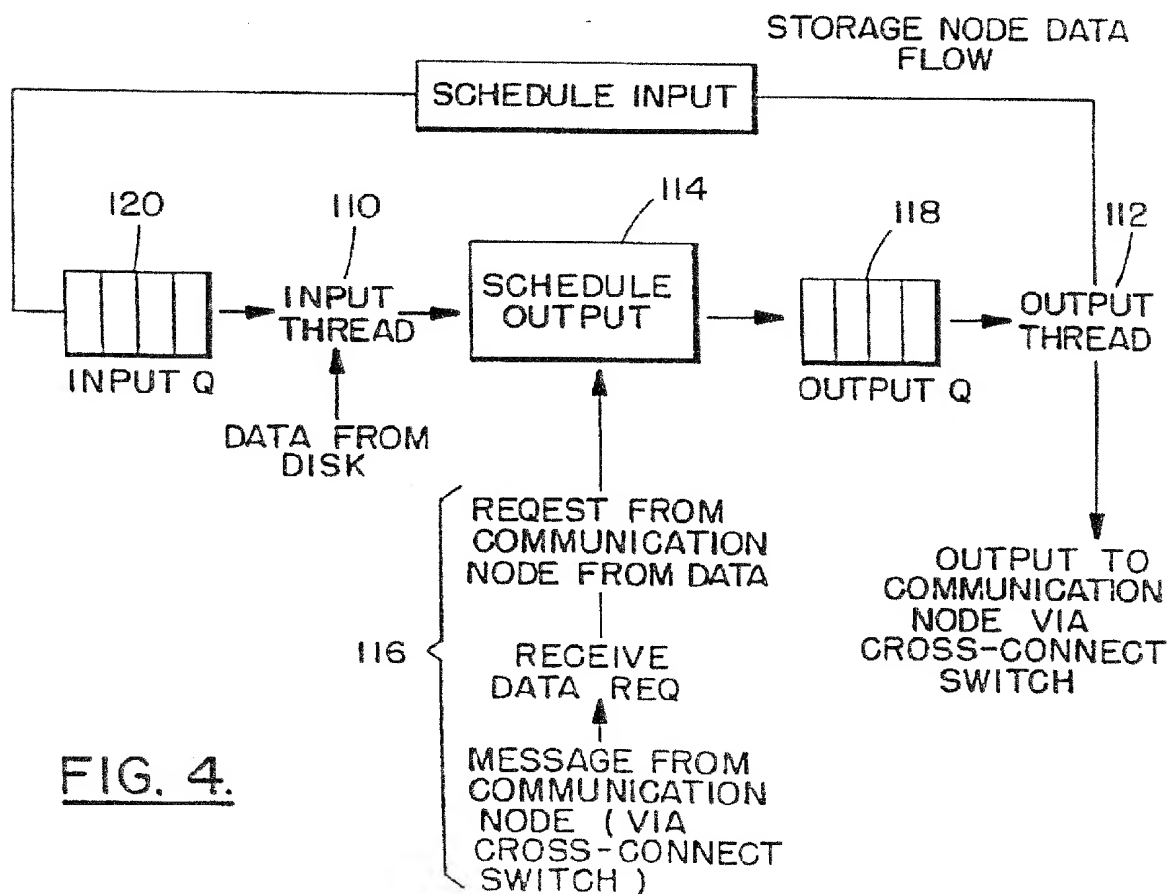 STORAGE NODE DATA
FLOW
SCHEDULE INPUT
120
110
114
118
112
INPUT
THREAD
SCHEDULE
OUTPUT
OUTPUT
THREAD
INPUT Q
OUTPUT Q
DATA FROM
DISK
116
REQEST FROM
COMMUNICATION
NODE FROM DATA
RECEIVE
DATA REQ
MESSAGE FROM
COMMUNICATION
NODE (VIA
CROSS-CONNECT
SWITCH)
OUTPUT TO
COMMUNICATION
NODE VIA
CROSS-CONNECT
SWITCH
FIG. 4.